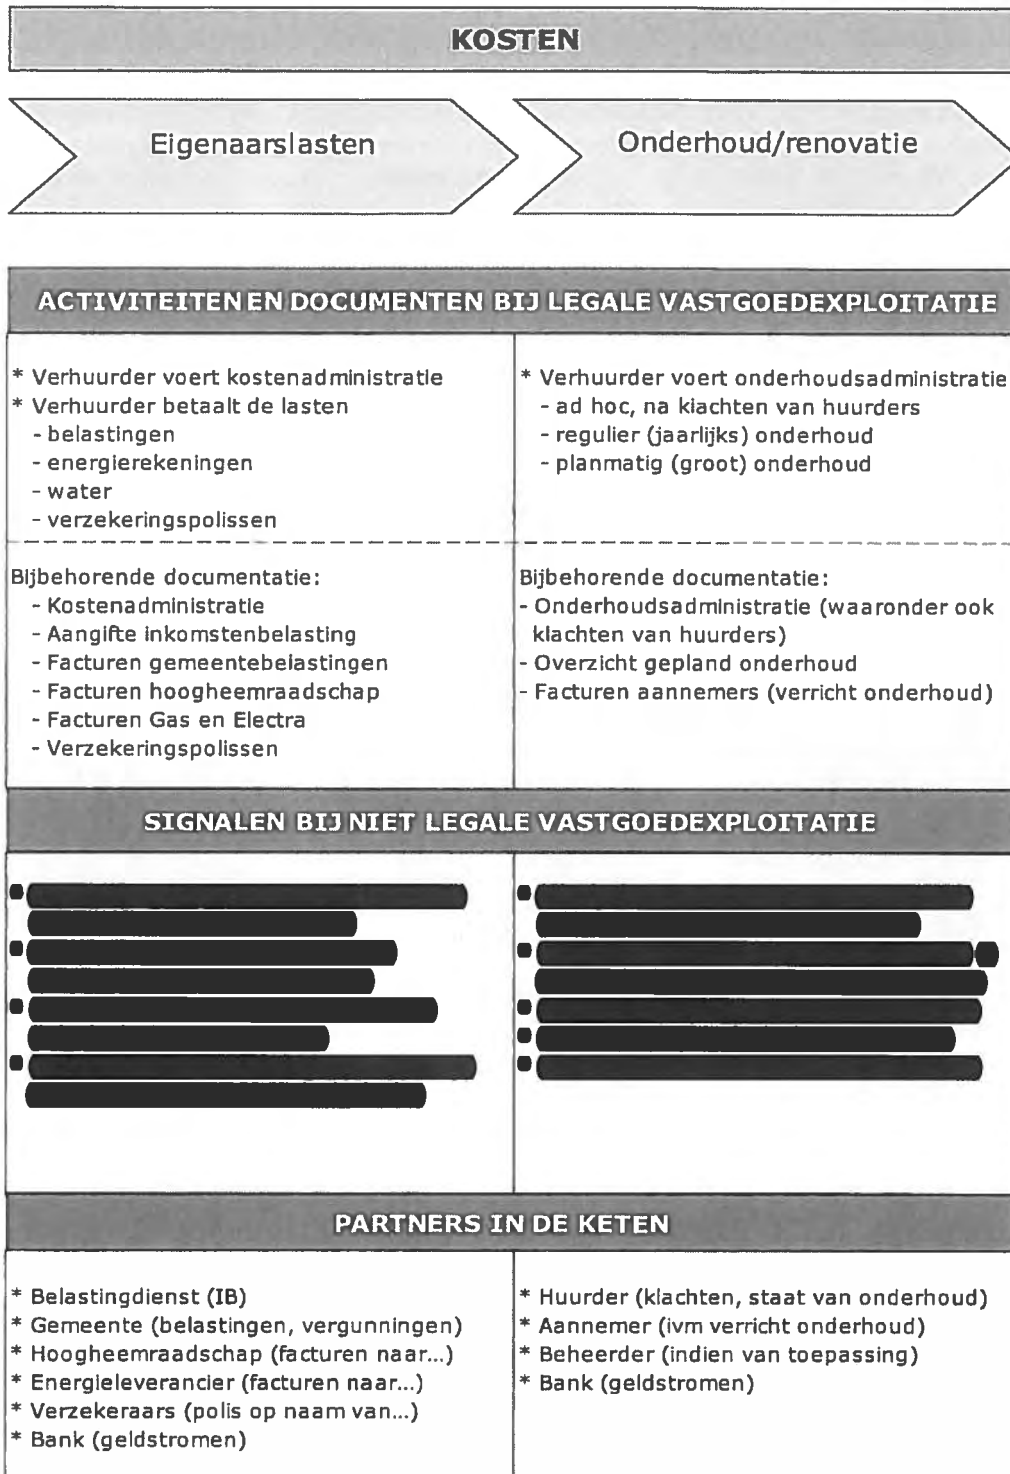 KOSTEN
Eigenaarslasten
Onderhoud/renovatie
ACTIVITEITEN EN DOCUMENTEN BIJ LEGALE VASTGOEDEXPLOITATIE
* Verhuurder voert kostenadministratie
* Verhuurder betaalt de lasten
- belastingen
- energierekeningen
- water
- verzekeringspolissen
Bijbehorende documentatie:
- Kostenadministratie
- Aangifte inkomstenbelasting
- Facturen gemeentebelastingen
- Facturen hoogheemraadschap
- Facturen Gas en Electra
- Verzekeringspolissen
* Verhuurder voert onderhoudsadministratie
- ad hoc, na klachten van huurders
- regulier (jaarlijks) onderhoud
- planmatig (groot) onderhoud
Bijbehorende documentatie:
- Onderhoudsadministratie (waaronder ook
klachten van huurders)
- Overzicht gepland onderhoud
- Facturen aannemers (verricht onderhoud)
SIGNALEN BIJ NIET LEGALE VASTGOEDEXPLOITATIE
PARTNERS IN DE KETEN
* Belastingdienst (IB)
* Gemeente (belastingen, vergunningen)
* Hoogheemraadschap (facturen naar...)
* Energieleverancier (facturen naar...)
* Verzekeraars (polis op naam van...)
* Bank (geldstromen)
* Huurder (klachten, staat van onderhoud)
* Aannemer (ivm verricht onderhoud)
* Beheerder (indien van toepassing)
* Bank (geldstromen)